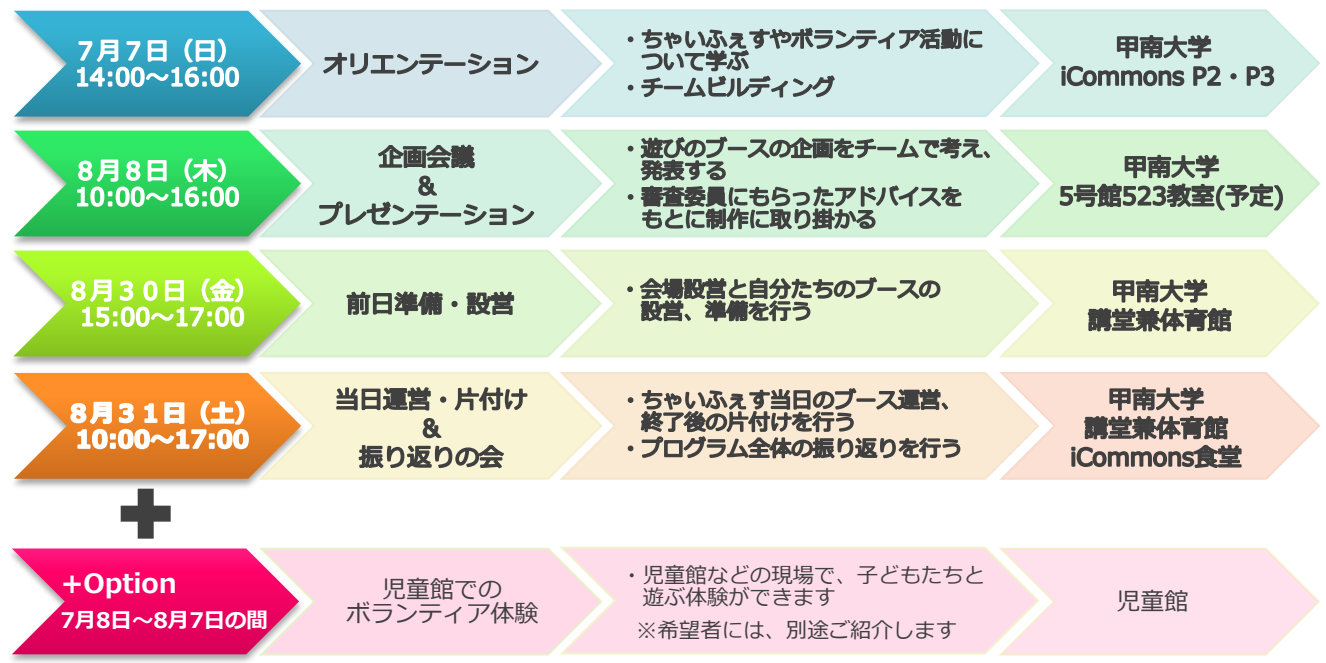 ７月７日（日）
14:00～16:00
オリエンテーション
・ちゃいふぇすやボランティア活動に
ついて学ぶ
・チームビルディング
甲南大学
iCommons P2・P3
８月８日（木）
10:00～16:00
企画会議
＆
プレゼンテーション
・遊びのブースの企画をチームで考え、
発表する
・審査委員にもらったアドバイスを
もとに制作に取り掛かる
甲南大学
5号館523教室(予定)
８月３０日（金）
15:00～17:00
前日準備・設営
・会場設営と自分たちのブースの
設営、準備を行う
甲南大学
講堂兼体育館
８月３１日（土）
10:00～17:00
当日運営・片付け
＆
振り返りの会
・ちゃいふぇす当日のブース運営、
終了後の片付けを行う
・プログラム全体の振り返りを行う
甲南大学
講堂兼体育館
iCommons食堂
+Option
7月8日～8月7日の間
児童館での
ボランティア体験
・児童館などの現場で、子どもたちと
遊ぶ体験ができます
※希望者には、別途ご紹介します
児童館